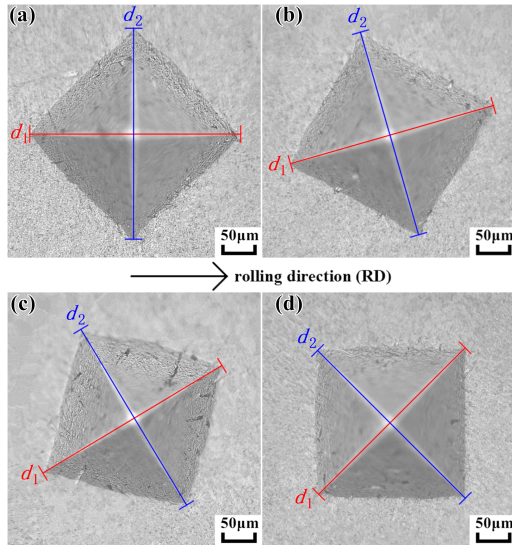 (a)
d2
d1
50μm
(b)
d2
d1
50μm
rolling direction (RD)
(c)
d2
d1
50μm
(d)
d2
d1
50μm